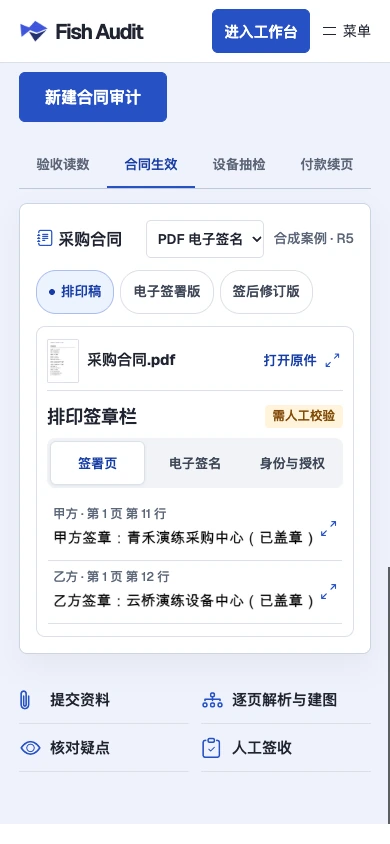 Fish Audit
进入工作台
菜单
新建合同审计
验收读数 合同生效 设备抽检 付款续页
采购合同 PDF 电子签名 合成案例 · R5
排印稿 电子签署版 签后修订版
采购合同.pdf 打开原件
排印签章栏 需人工校验
签署页 电子签名 身份与授权
甲方 · 第 1 页 第 11 行
甲方签章：青禾演练采购中心（已盖章）
乙方 · 第 1 页 第 12 行
乙方签章：云桥演练设备中心（已盖章）
提交资料 逐页解析与建图
核对疑点 人工签收